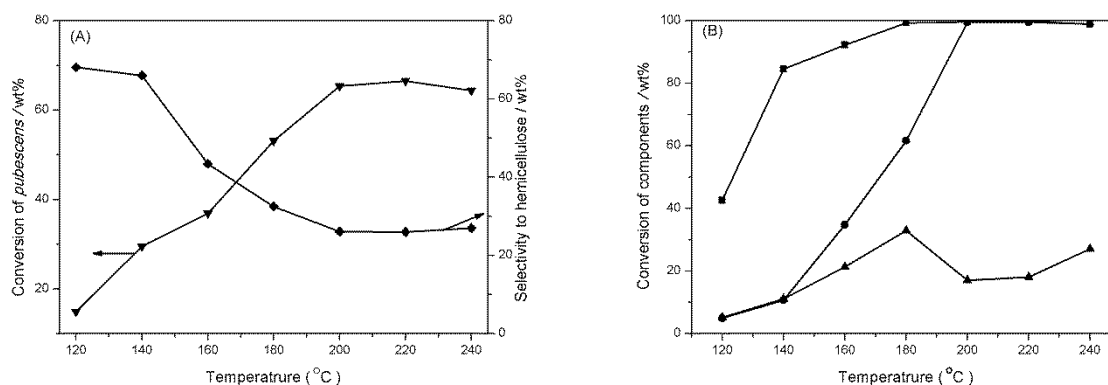 (A)
Conversion of pubescens /wt%
80
60
40
20
80
60
40
20
0
Selectivity to hemicellulose / wt%
120 140 160 180 200 220 240
Temperatrure ( °C)
(B)
Conversion of components /wt%
100
80
60
40
20
0
120 140 160 180 200 220 240
Temperatrure ( °C)